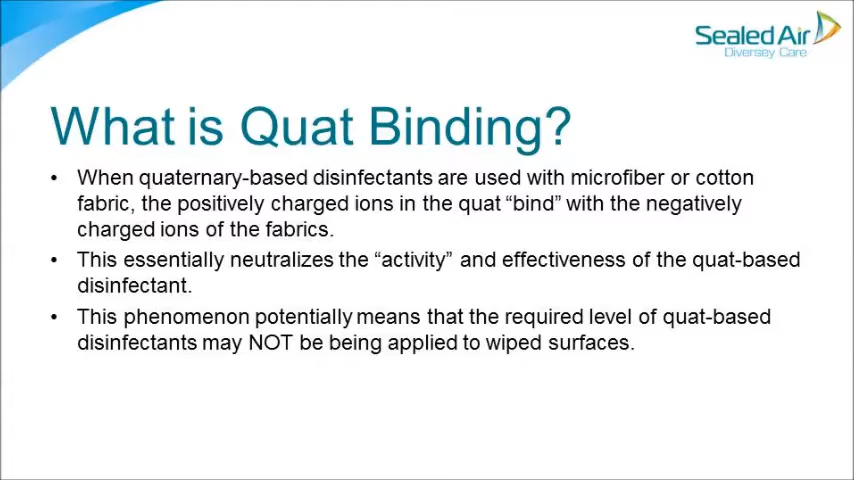 Sealed Air
Diversey Care
What is Quat Binding?
• When quaternary-based disinfectants are used with microfiber or cotton
fabric, the positively charged ions in the quat “bind” with the negatively
charged ions of the fabrics.
• This essentially neutralizes the “activity” and effectiveness of the quat-based
disinfectant.
• This phenomenon potentially means that the required level of quat-based
disinfectants may NOT be being applied to wiped surfaces.